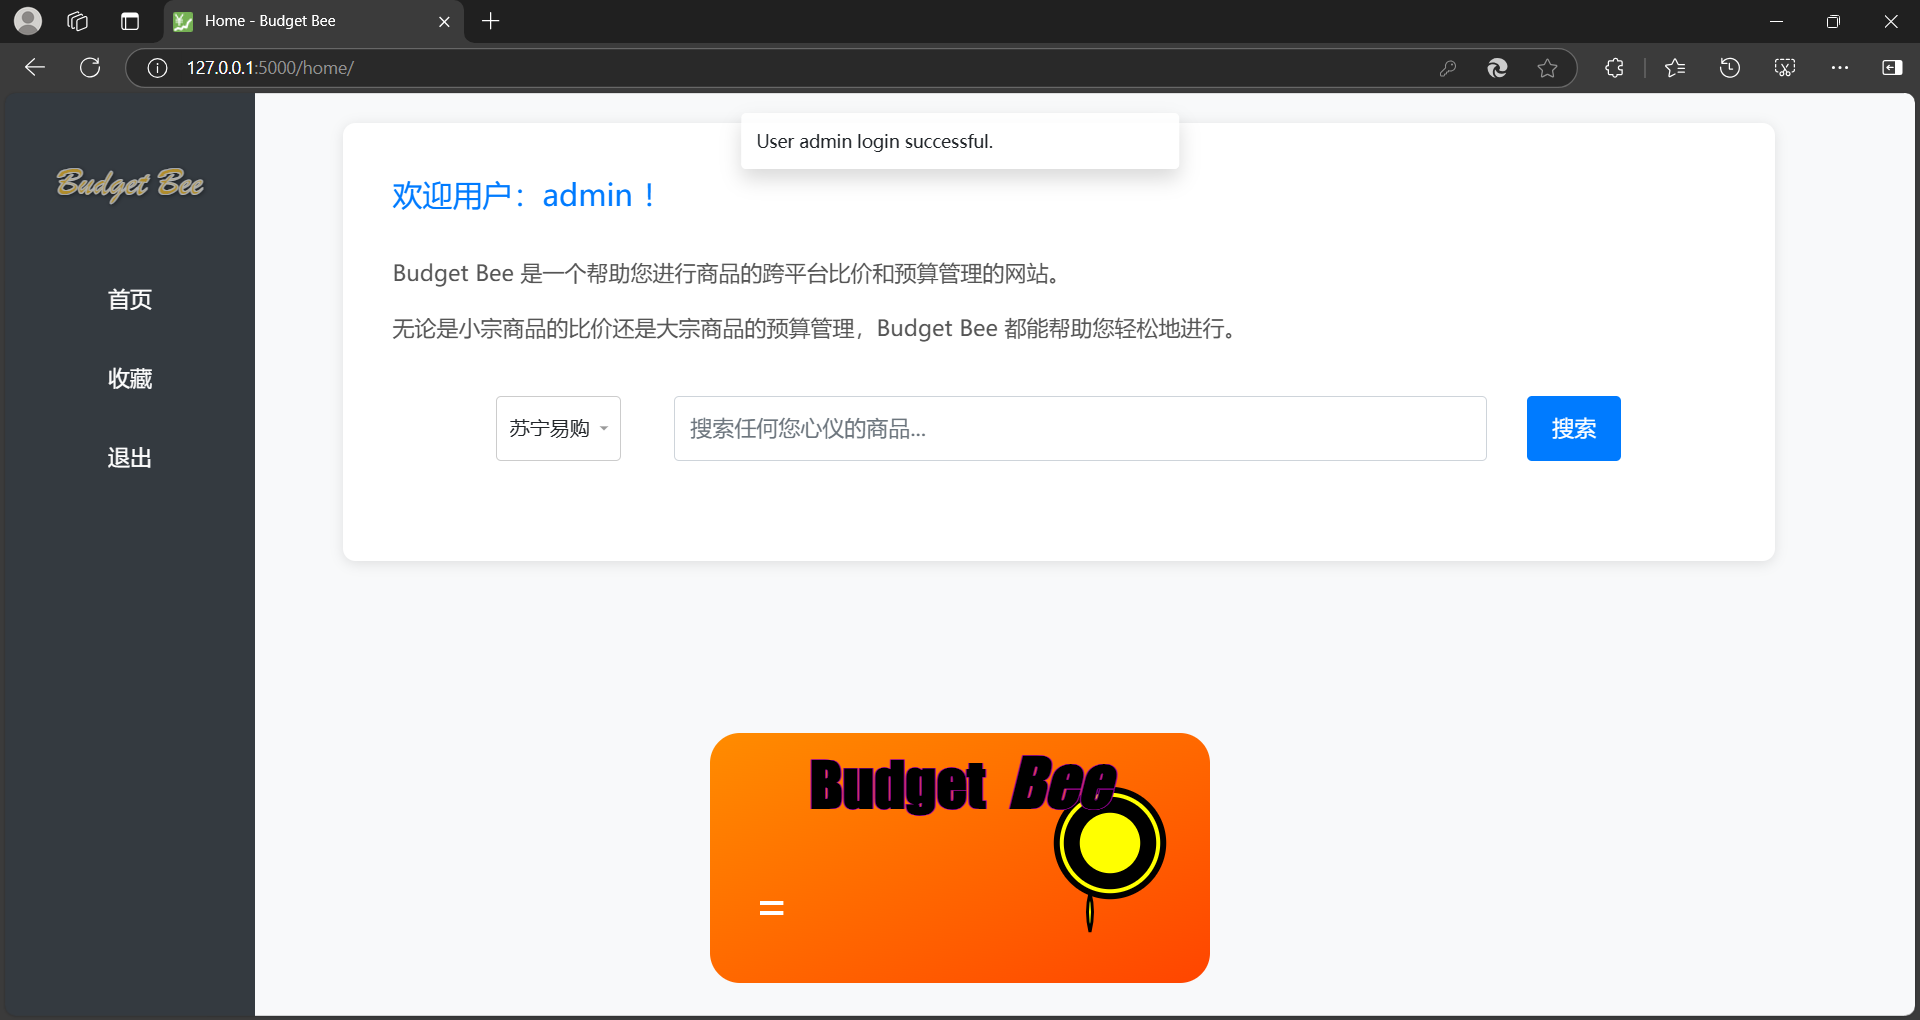 Home - Budget Bee
127.0.0.1:5000/home/
User admin login successful.
Budget Bee
首页
收藏
退出
欢迎用户：admin！
Budget Bee 是一个帮助您进行商品的跨平台比价和预算管理的网站。
无论是小宗商品的比价还是大宗商品的预算管理，Budget Bee 都能帮助您轻松地进行。
苏宁易购
搜索任何您心仪的商品...
搜索
Budget Bee
=